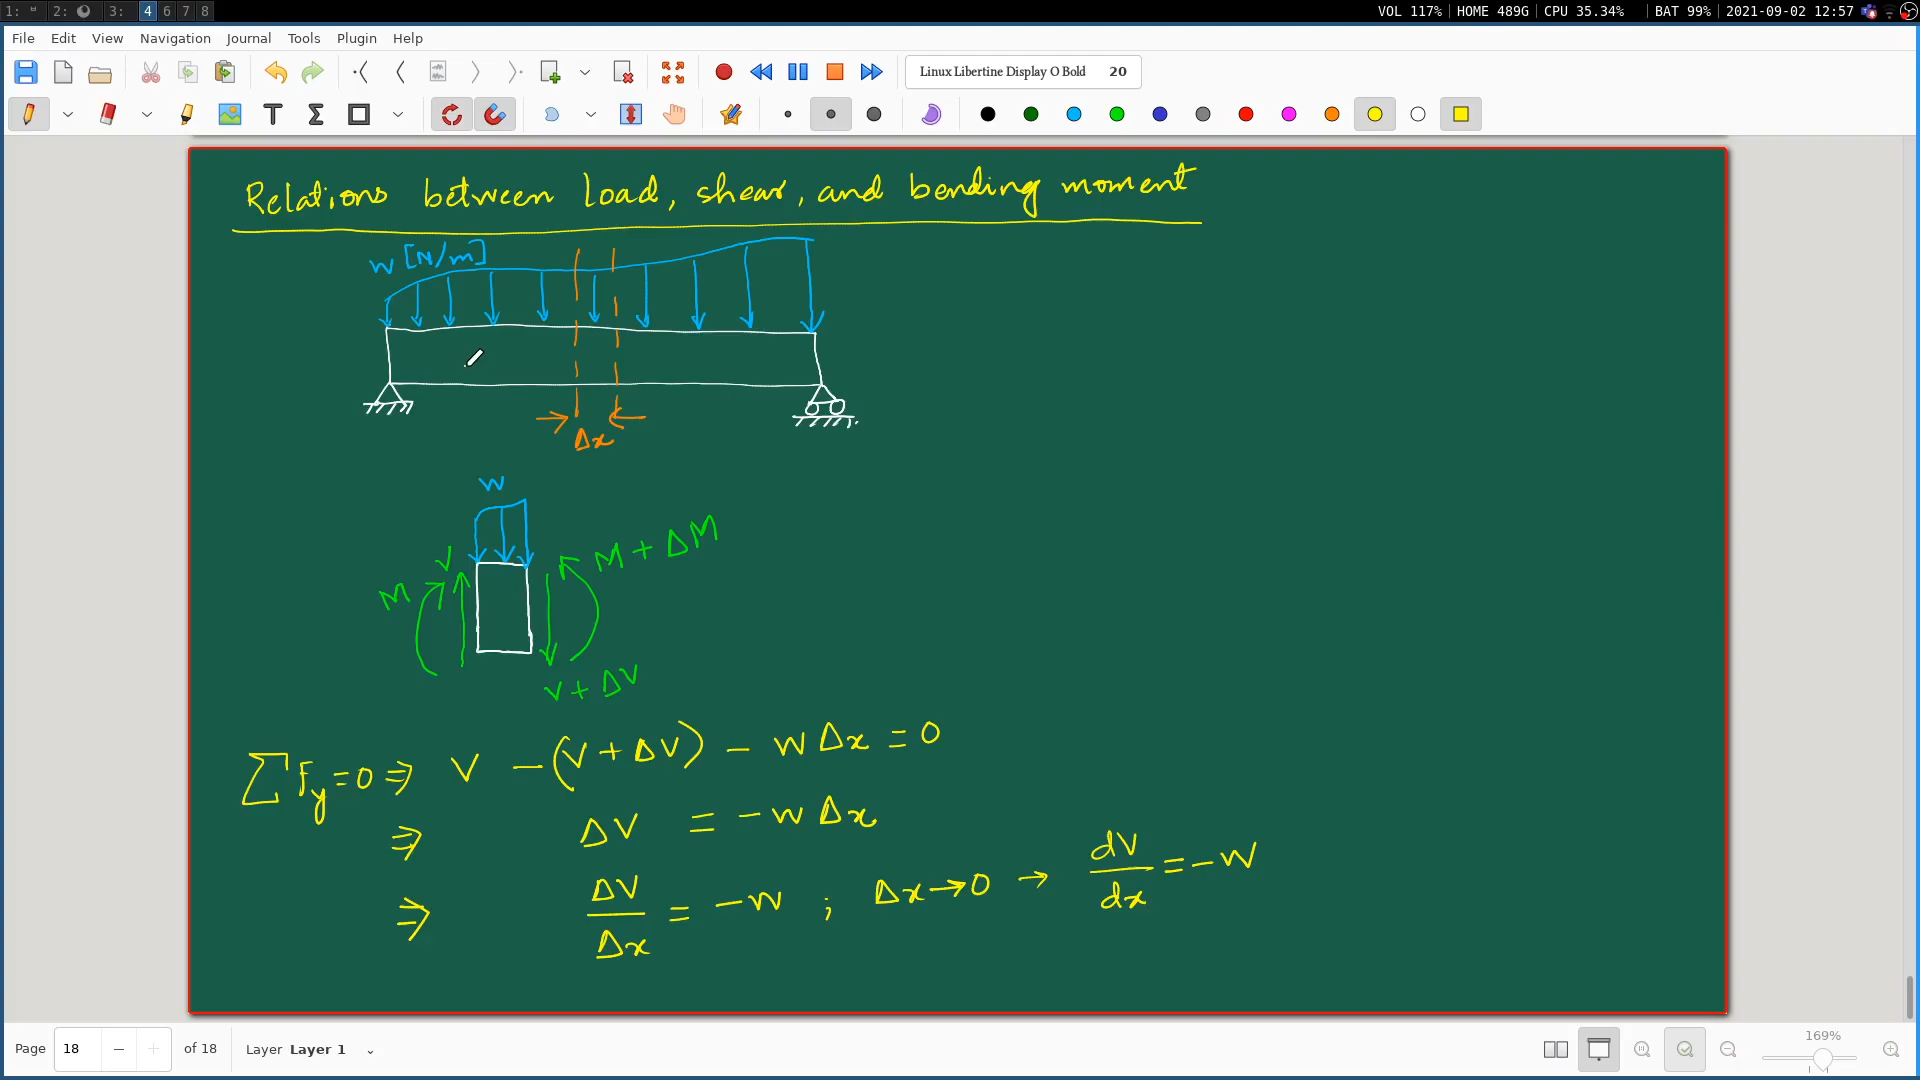 1: " 2: 3: 4 6 7 8 VOL 117% HOME 489G CPU 35.34% BAT 99% 2021-09-02 12:57
File Edit View Navigation Journal Tools Plugin Help
Linux Libertine Display O Bold 20
T Σ
Relations between load, shear, and bending moment
w [N/m]
Δx
w
V
M
M + ΔM
V + ΔV
∑Fy = 0 ⇒ V - (V + ΔV) - w Δx = 0
⇒ ΔV = - w Δx
⇒ ΔV/Δx = - w ; Δx → 0 → dV/dx = - w
Page 18 of 18 Layer Layer 1 169%